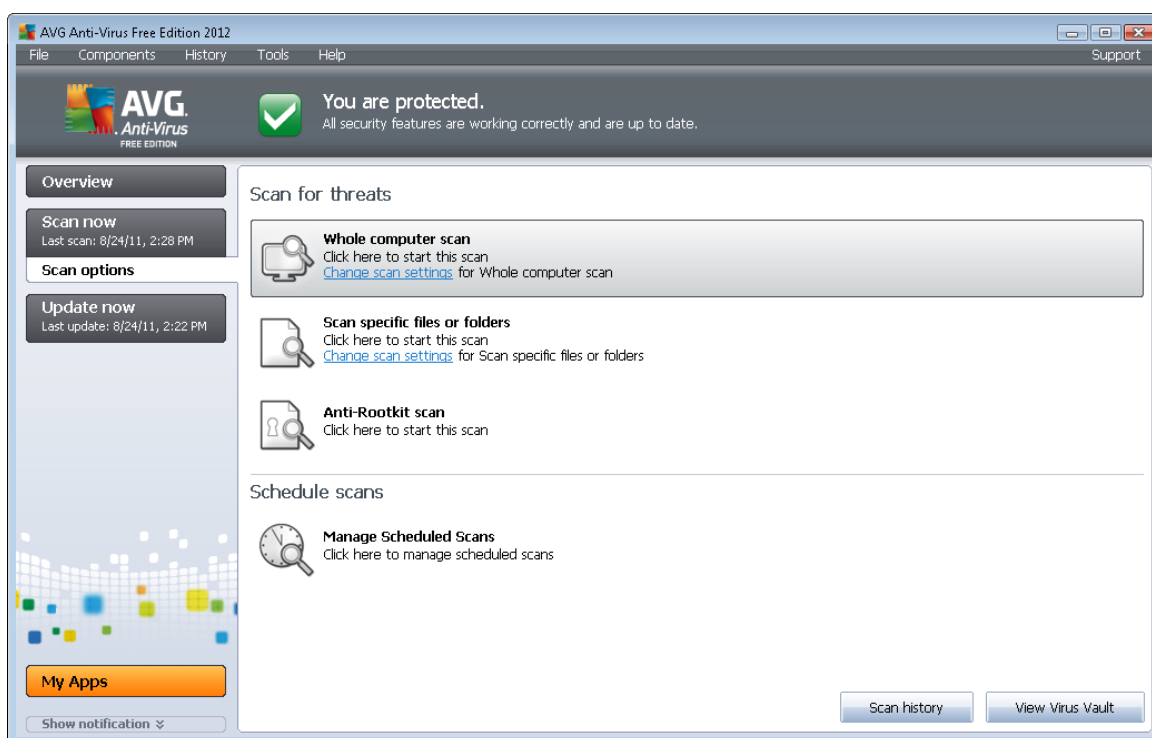 AVG Anti-Virus Free Edition 2012
File Components History Tools Help Support
AVG.
Anti-Virus
FREE EDITION
You are protected.
All security features are working correctly and are up to date.
Overview
Scan now
Last scan: 8/24/11, 2:28 PM
Scan options
Update now
Last update: 8/24/11, 2:22 PM
My Apps
Show notification
Scan for threats
Whole computer scan
Click here to start this scan
Change scan settings for Whole computer scan
Scan specific files or folders
Click here to start this scan
Change scan settings for Scan specific files or folders
Anti-Rootkit scan
Click here to start this scan
Schedule scans
Manage Scheduled Scans
Click here to manage scheduled scans
Scan history
View Virus Vault